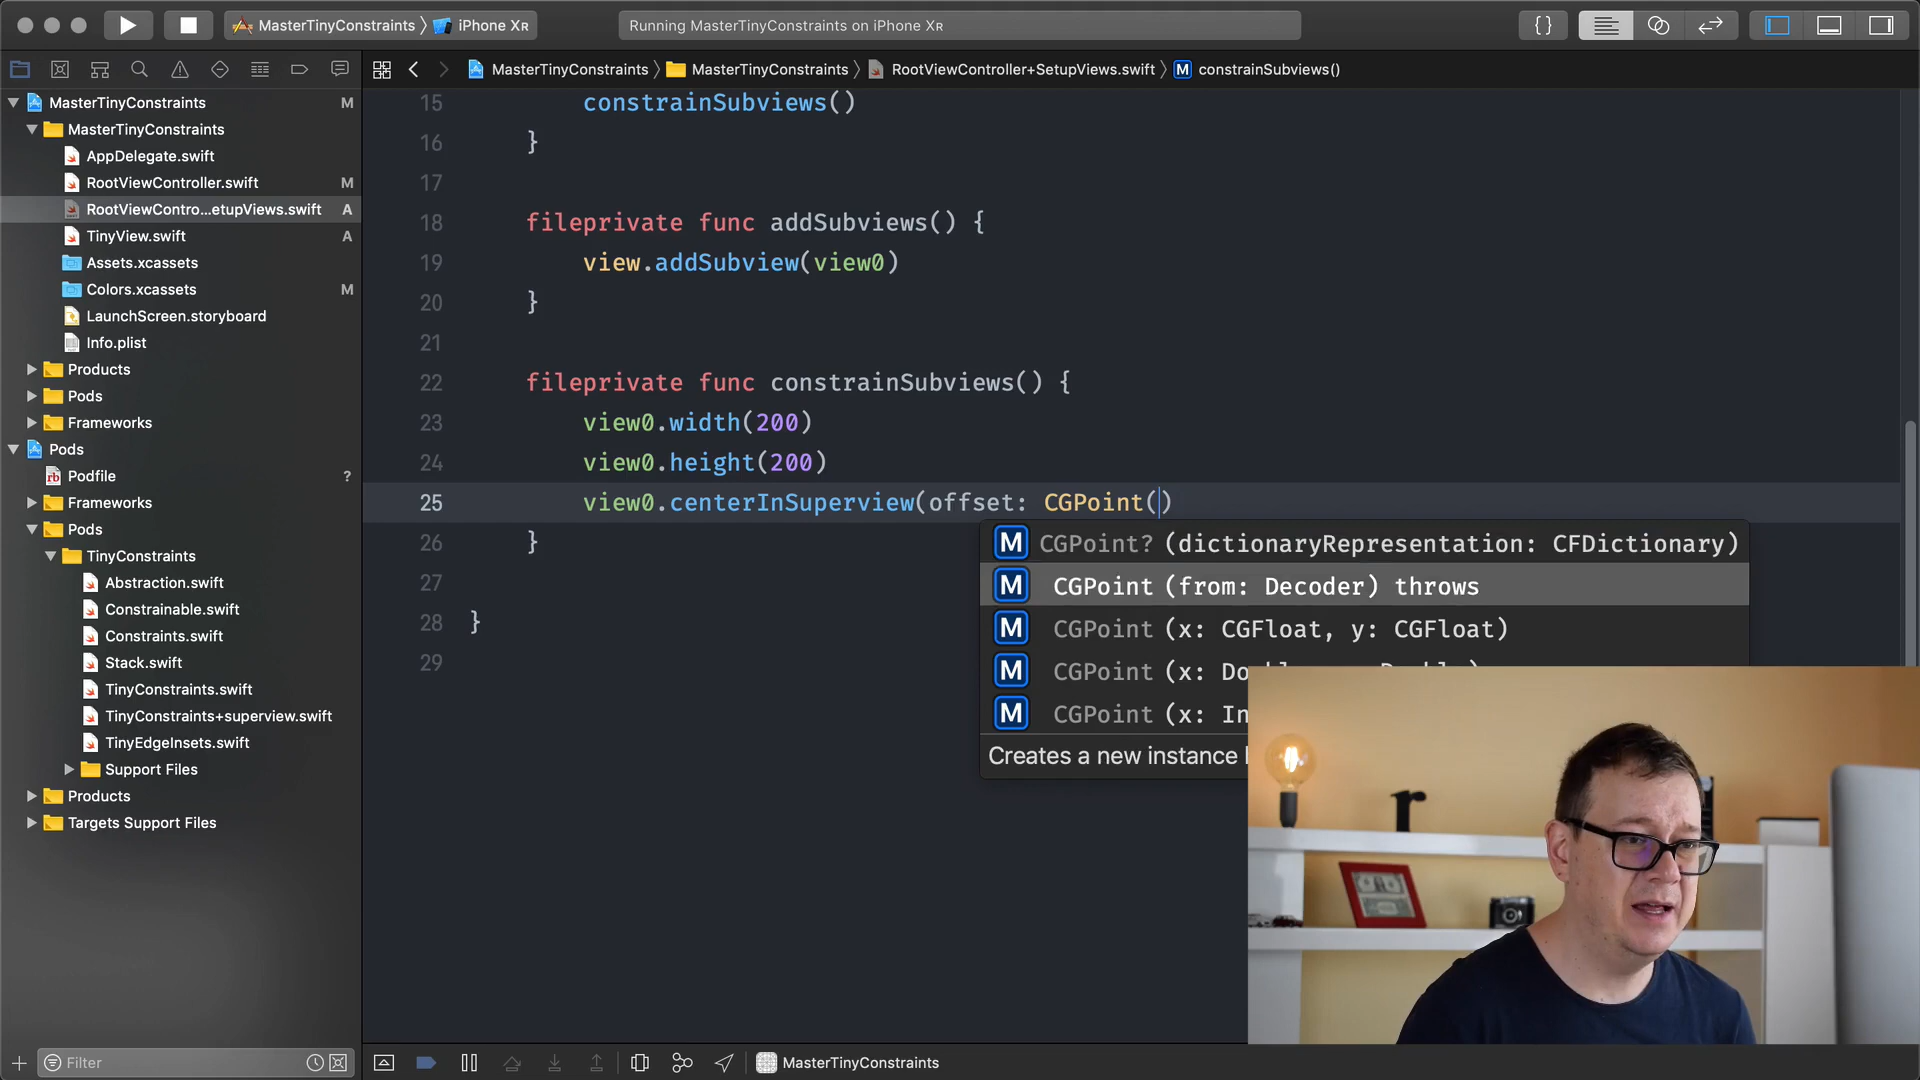 MasterTinyConstraints
iPhone XR
Running MasterTinyConstraints on iPhone XR
{}
MasterTinyConstraints
MasterTinyConstraints
RootViewController+SetupViews.swift
M
constrainSubviews()
MasterTinyConstraints
M
MasterTinyConstraints
AppDelegate.swift
RootViewController.swift
M
RootViewContro...etupViews.swift
A
TinyView.swift
A
Assets.xcassets
Colors.xcassets
M
LaunchScreen.storyboard
Info.plist
Products
Pods
Frameworks
Pods
rb
Podfile
?
Frameworks
Pods
TinyConstraints
Abstraction.swift
Constrainable.swift
Constraints.swift
Stack.swift
TinyConstraints.swift
TinyConstraints+superview.swift
TinyEdgeInsets.swift
Support Files
Products
Targets Support Files
Filter
15 constrainSubviews()
16 }
17
18 fileprivate func addSubviews() {
19 view.addSubview(view0)
20 }
21
22 fileprivate func constrainSubviews() {
23 view0.width(200)
24 view0.height(200)
25 view0.centerInSuperview(offset: CGPoint()
26 }
27
28 }
29
M CGPoint? (dictionaryRepresentation: CFDictionary)
M CGPoint (from: Decoder) throws
M CGPoint (x: CGFloat, y: CGFloat)
M CGPoint (x: Do
M CGPoint (x: In
Creates a new instance
MasterTinyConstraints